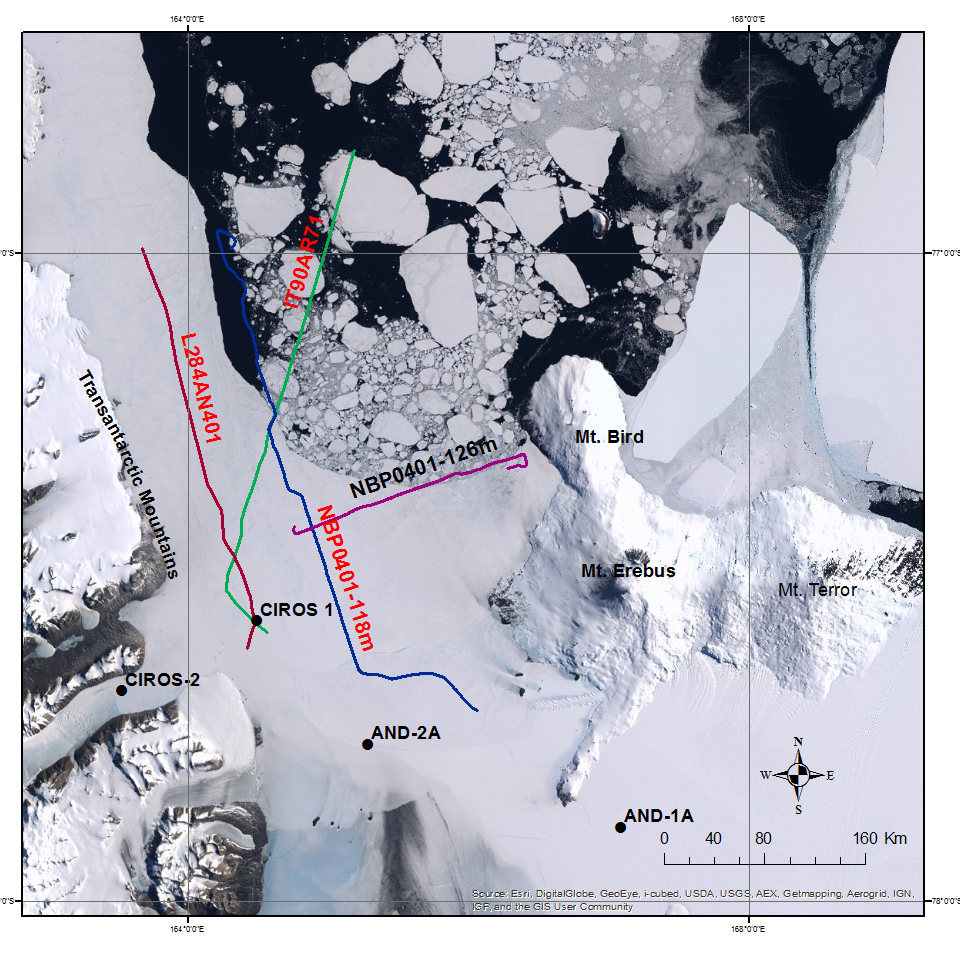 164°0'0"E
168°0'0"E
7°0'0"S
77°0'0"S
IT90AR71
L284AN401
Transantarctic Mountains
Mt. Bird
NBP0401-126m
NBP0401-118m
Mt. Erebus
Mt. Terror
CIROS 1
CIROS-2
AND-2A
N
W
E
S
AND-1A
0 40 80 160 Km
Source: Esri, DigitalGlobe, GeoEye, i-cubed, USDA, USGS, AEX, Getmapping, Aerogrid, IGN,
IGP, and the GIS User Community
78°0'0"S
164°0'0"E
168°0'0"E